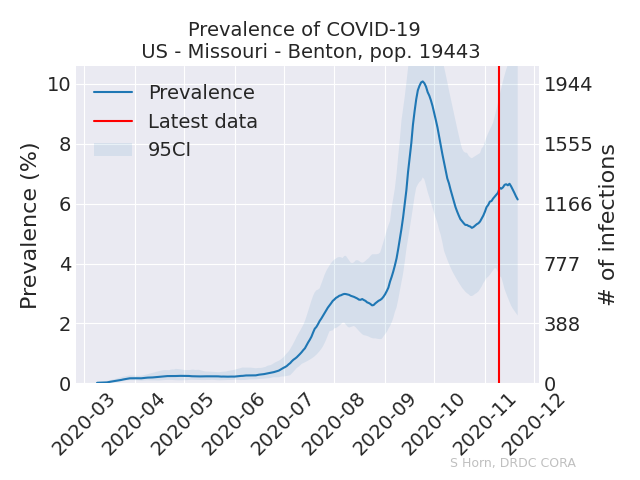 Prevalence of COVID-19
US - Missouri - Benton, pop. 19443
Prevalence
Latest data
95CI
Prevalence (%)
10
8
6
4
2
0
1944
1555
1166
777
388
0
# of infections
2020-03
2020-04
2020-05
2020-06
2020-07
2020-08
2020-09
2020-10
2020-11
2020-12
S Horn, DRDC CORA